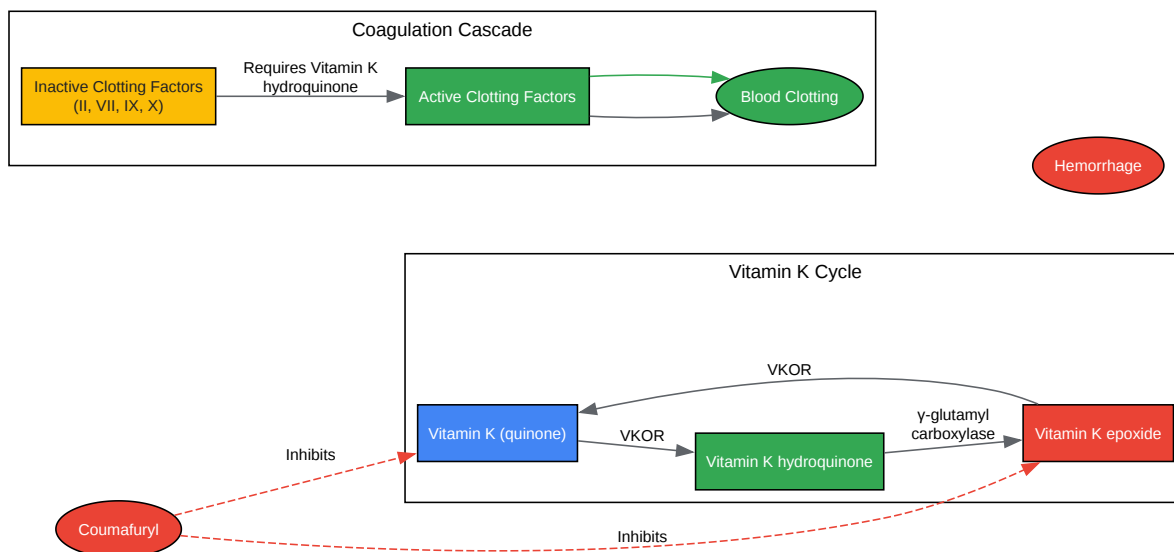 Coagulation Cascade
Inactive Clotting Factors
(II, VII, IX, X)
Requires Vitamin K
hydroquinone
Active Clotting Factors
Blood Clotting
Hemorrhage
Vitamin K Cycle
VKOR
Vitamin K (quinone)
VKOR
Vitamin K hydroquinone
γ-glutamyl
carboxylase
Vitamin K epoxide
Inhibits
Coumafuryl
Inhibits